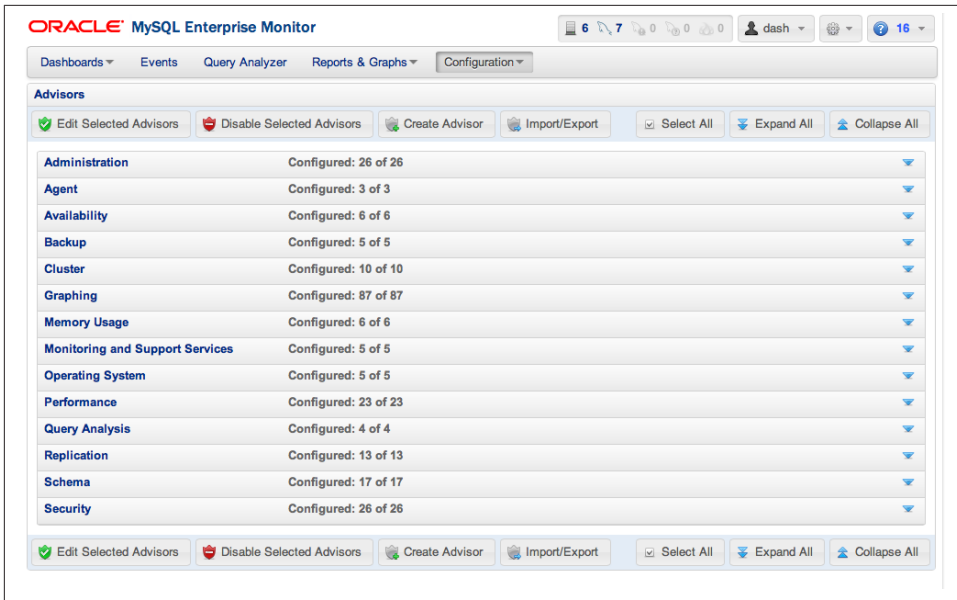 ORACLE MySQL Enterprise Monitor 6 7 0 0 0 dash 16
Dashboards Events Query Analyzer Reports & Graphs Configuration
Advisors
Edit Selected Advisors Disable Selected Advisors Create Advisor Import/Export Select All Expand All Collapse All
Administration Configured: 26 of 26
Agent Configured: 3 of 3
Availability Configured: 6 of 6
Backup Configured: 5 of 5
Cluster Configured: 10 of 10
Graphing Configured: 87 of 87
Memory Usage Configured: 6 of 6
Monitoring and Support Services Configured: 5 of 5
Operating System Configured: 5 of 5
Performance Configured: 23 of 23
Query Analysis Configured: 4 of 4
Replication Configured: 13 of 13
Schema Configured: 17 of 17
Security Configured: 26 of 26
Edit Selected Advisors Disable Selected Advisors Create Advisor Import/Export Select All Expand All Collapse All